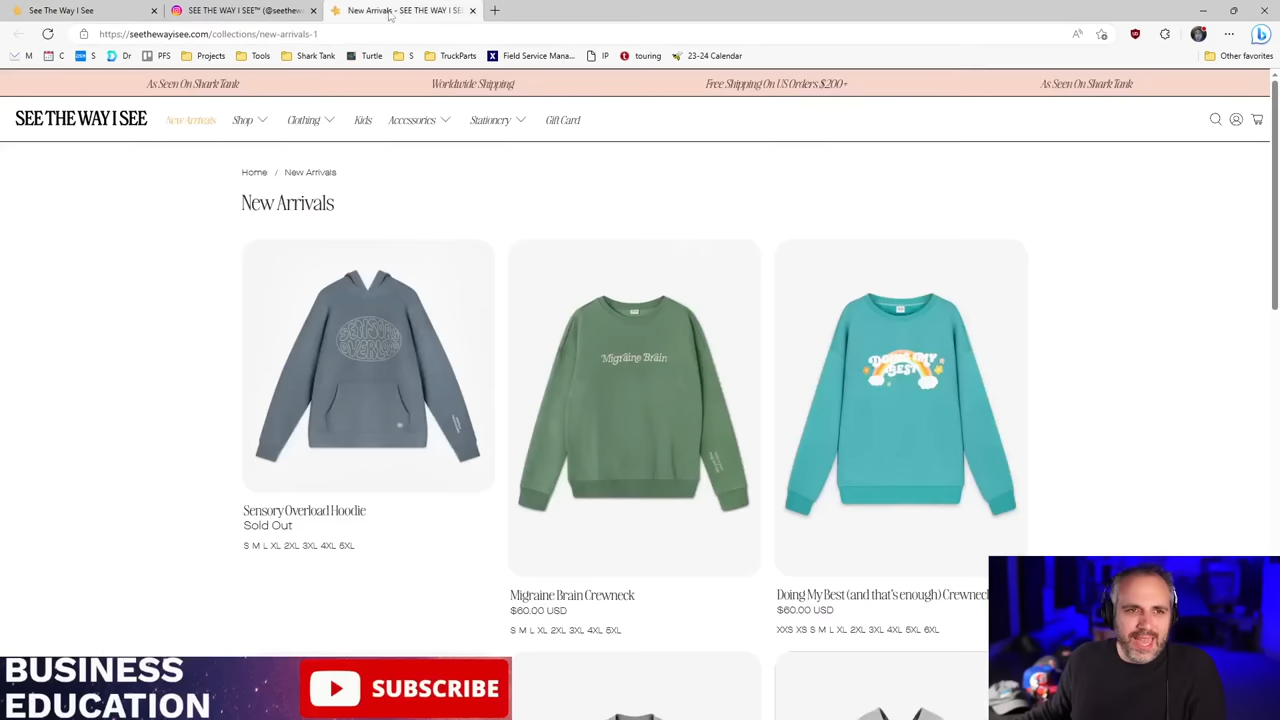 See The Way I See
SEE THE WAY I SEE™ (@seethewa
New Arrivals - SEE THE WAY I SEE
https://seethewayisee.com/collections/new-arrivals-1
M C S Dr PFS Projects Tools Shark Tank Turtle S TruckParts Field Service Mana... IP touring 23-24 Calendar Other favorites
As Seen On Shark Tank Worldwide Shipping Free Shipping On US Orders $200+ As Seen On Shark Tank
SEE THE WAY I SEE New Arrivals Shop Clothing Kids Accessories Stationery Gift Card
Home / New Arrivals
New Arrivals
SENSORY
OVERLOAD
Migraine Brain
DOING MY
BEST
Sensory Overload Hoodie
Sold Out
S M L XL 2XL 3XL 4XL 5XL
Migraine Brain Crewneck
$60.00 USD
S M L XL 2XL 3XL 4XL 5XL
Doing My Best (and that's enough) Crewneck
$60.00 USD
XXS XS S M L XL 2XL 3XL 4XL 5XL 6XL
BUSINESS
EDUCATION
SUBSCRIBE